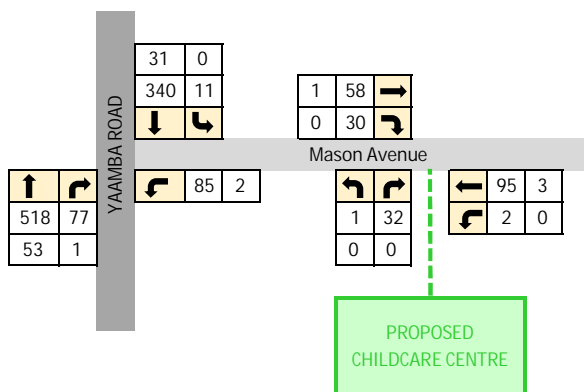 31 0
340 11
1 58
0 30
YAAMBA ROAD
Mason Avenue
85 2
95 3
518 77
1 32
2 0
53 1
0 0
PROPOSED
CHILDCARE CENTRE